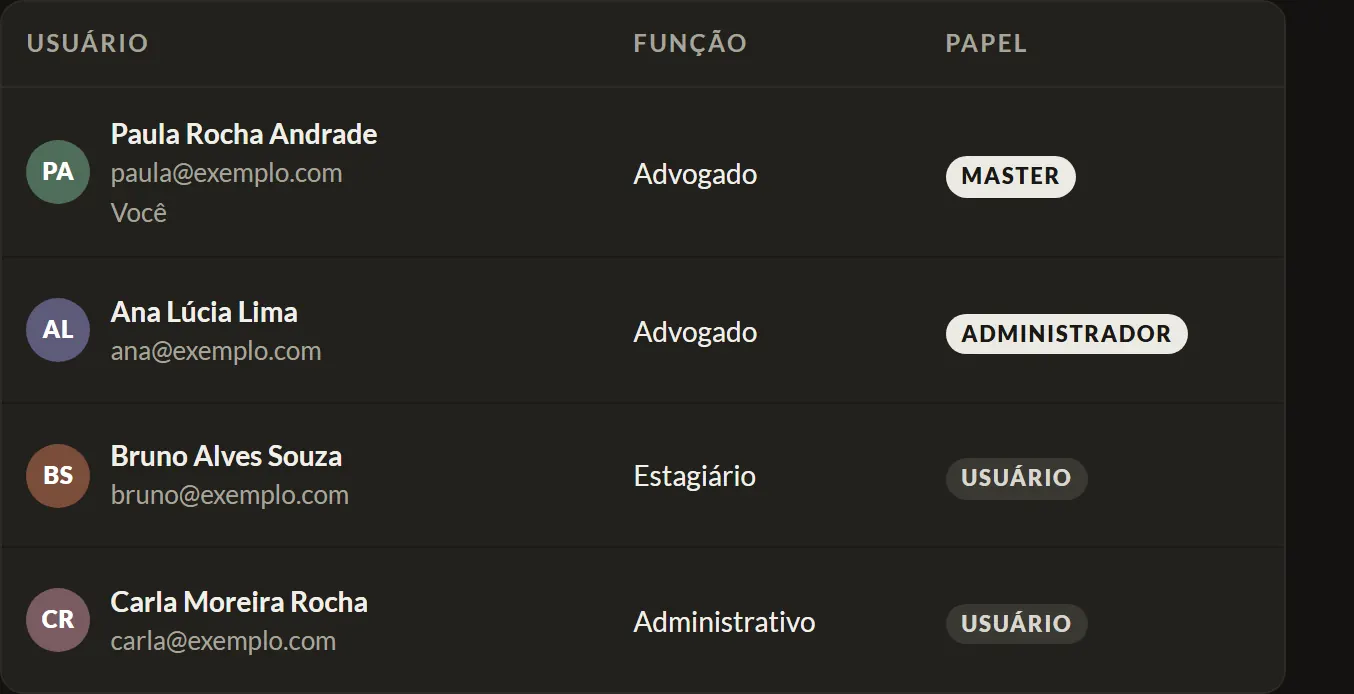 USUÁRIO FUNÇÃO PAPEL
Paula Rocha Andrade
PA paula@exemplo.com Advogado MASTER
Você
Ana Lúcia Lima
AL ana@exemplo.com Advogado ADMINISTRADOR
Bruno Alves Souza
BS bruno@exemplo.com Estagiário USUÁRIO
Carla Moreira Rocha
CR carla@exemplo.com Administrativo USUÁRIO